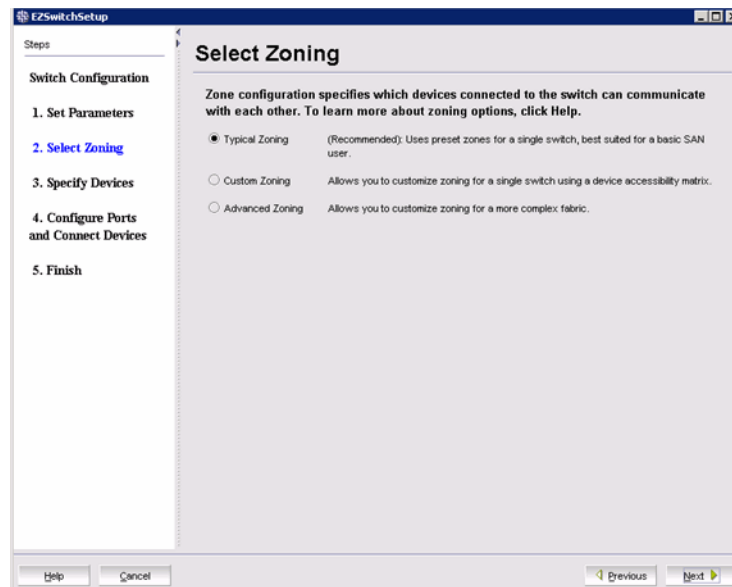 EZSwitchSetup
Steps
Switch Configuration
1. Set Parameters
2. Select Zoning
3. Specify Devices
4. Configure Ports
and Connect Devices
5. Finish
Select Zoning
Zone configuration specifies which devices connected to the switch can communicate
with each other. To learn more about zoning options, click Help.
Typical Zoning (Recommended): Uses preset zones for a single switch, best suited for a basic SAN
user.
Custom Zoning Allows you to customize zoning for a single switch using a device accessibility matrix.
Advanced Zoning Allows you to customize zoning for a more complex fabric.
Help Cancel Previous Next